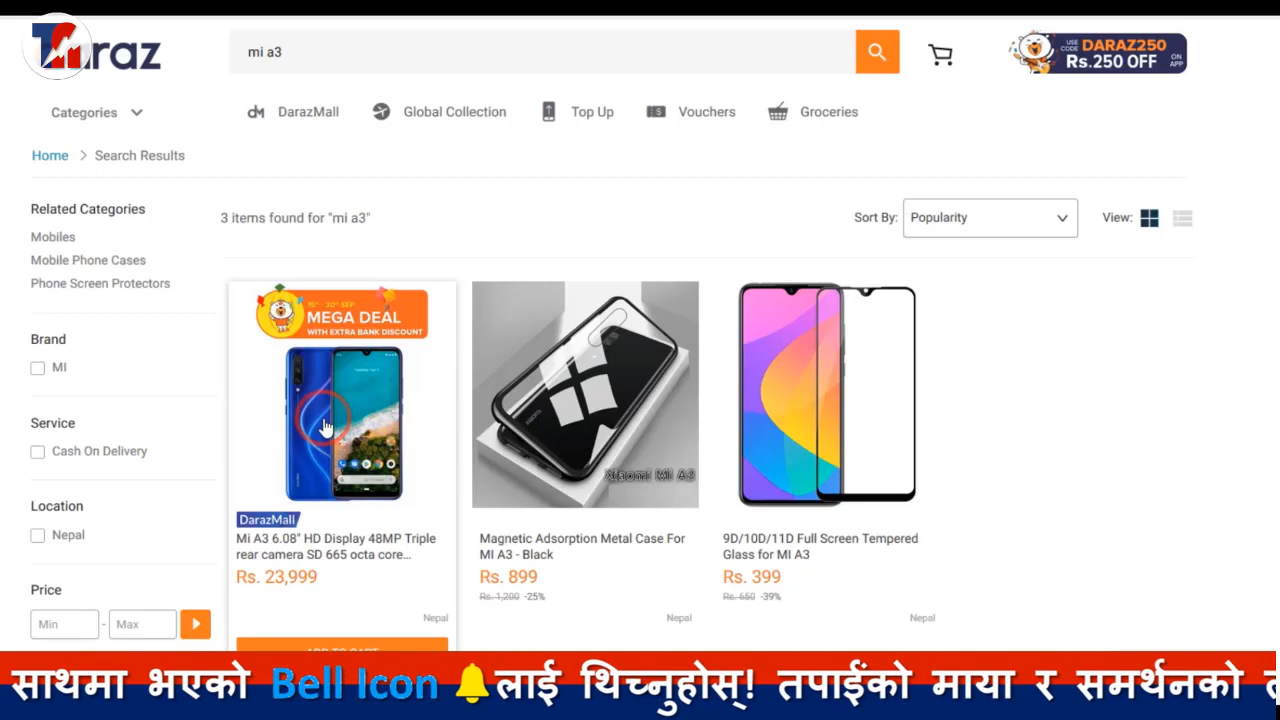 daraz
mi a3
USE CODE DARAZ250
Rs.250 OFF ON APP
Categories
DarazMall
Global Collection
Top Up
Vouchers
Groceries
Home > Search Results
Related Categories
Mobiles
Mobile Phone Cases
Phone Screen Protectors
Brand
MI
Service
Cash On Delivery
Location
Nepal
Price
Min - Max
3 items found for "mi a3"
Sort By: Popularity
View:
15th - 30th SEP
MEGA DEAL
WITH EXTRA BANK DISCOUNT
DarazMall
Mi A3 6.08" HD Display 48MP Triple
rear camera SD 665 octa core...
Rs. 23,999
Nepal
ADD TO CART
Xiaomi Mi A3
Magnetic Adsorption Metal Case For
MI A3 - Black
Rs. 899
Rs. 1,200 -25%
Nepal
9D/10D/11D Full Screen Tempered
Glass for MI A3
Rs. 399
Rs. 650 -39%
Nepal
साथमा भएको Bell Icon 🔔लाई थिच्नुहोस्! तपाईंको माया र समर्थनको